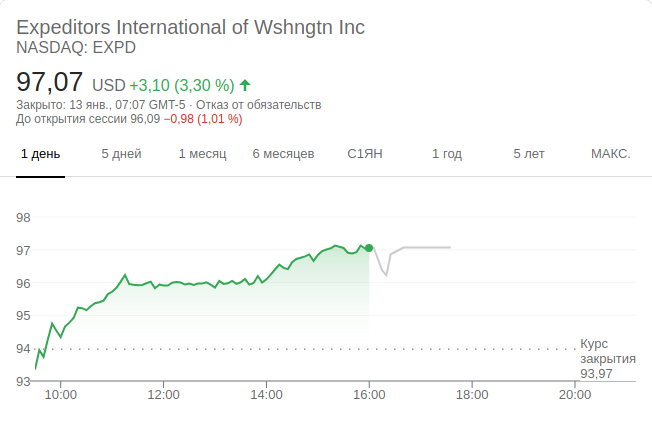 Expeditors International of Wshngtn Inc
NASDAQ: EXPD
97,07 USD +3,10 (3,30 %)
Закрыто: 13 янв., 07:07 GMT-5 · Отказ от обязательств
До открытия сессии 96,09 −0,98 (1,01 %)
1 день 5 дней 1 месяц 6 месяцев С1ЯН 1 год 5 лет МАКС.
98
97
96
95
94
93
Курс
закрытия
93,97
10:00 12:00 14:00 16:00 18:00 20:00